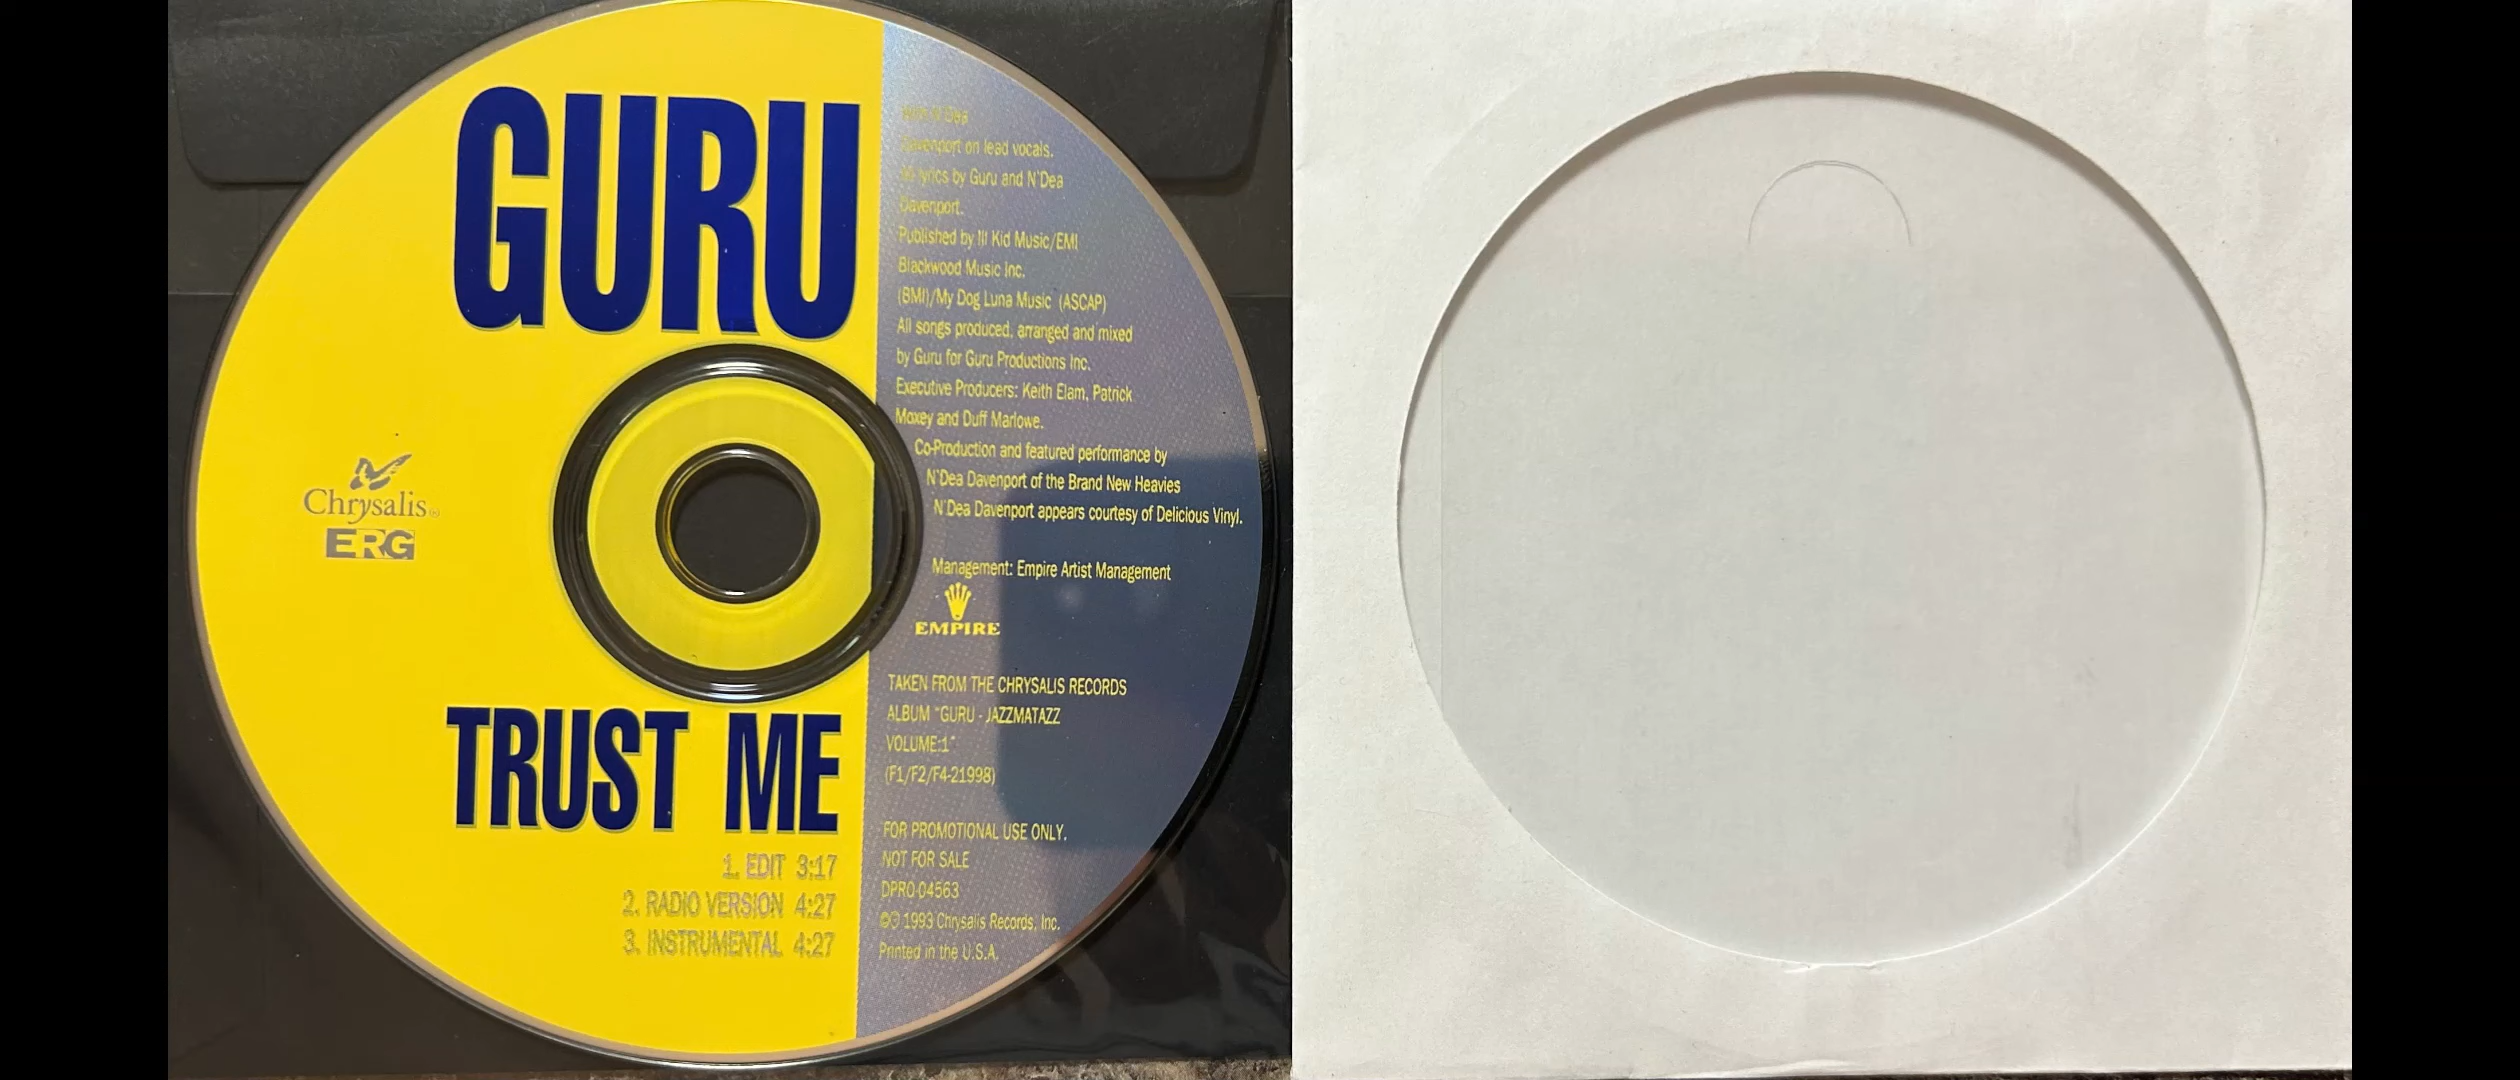 GURU
Chrysalis®
ERG
TRUST ME
1. EDIT 3:17
2. RADIO VERSION 4:27
3. INSTRUMENTAL 4:27
Davenport on lead vocals.
lyrics by Guru and N'Dea
Davenport.
Published by Ill Kid Music/EMI
Blackwood Music Inc.
(BMI)/My Dog Luna Music (ASCAP)
All songs produced, arranged and mixed
by Guru for Guru Productions Inc.
Executive Producers: Keith Elam, Patrick
Moxey and Duff Marlowe.
Co-Production and featured performance by
N'Dea Davenport of the Brand New Heavies
N'Dea Davenport appears courtesy of Delicious Vinyl.
Management: Empire Artist Management
EMPIRE
TAKEN FROM THE CHRYSALIS RECORDS
ALBUM "GURU - JAZZMATAZZ
VOLUME:1"
(F1/F2/F4-21998)
FOR PROMOTIONAL USE ONLY.
NOT FOR SALE
DPRO-04563
©℗ 1993 Chrysalis Records, Inc.
Printed in the U.S.A.